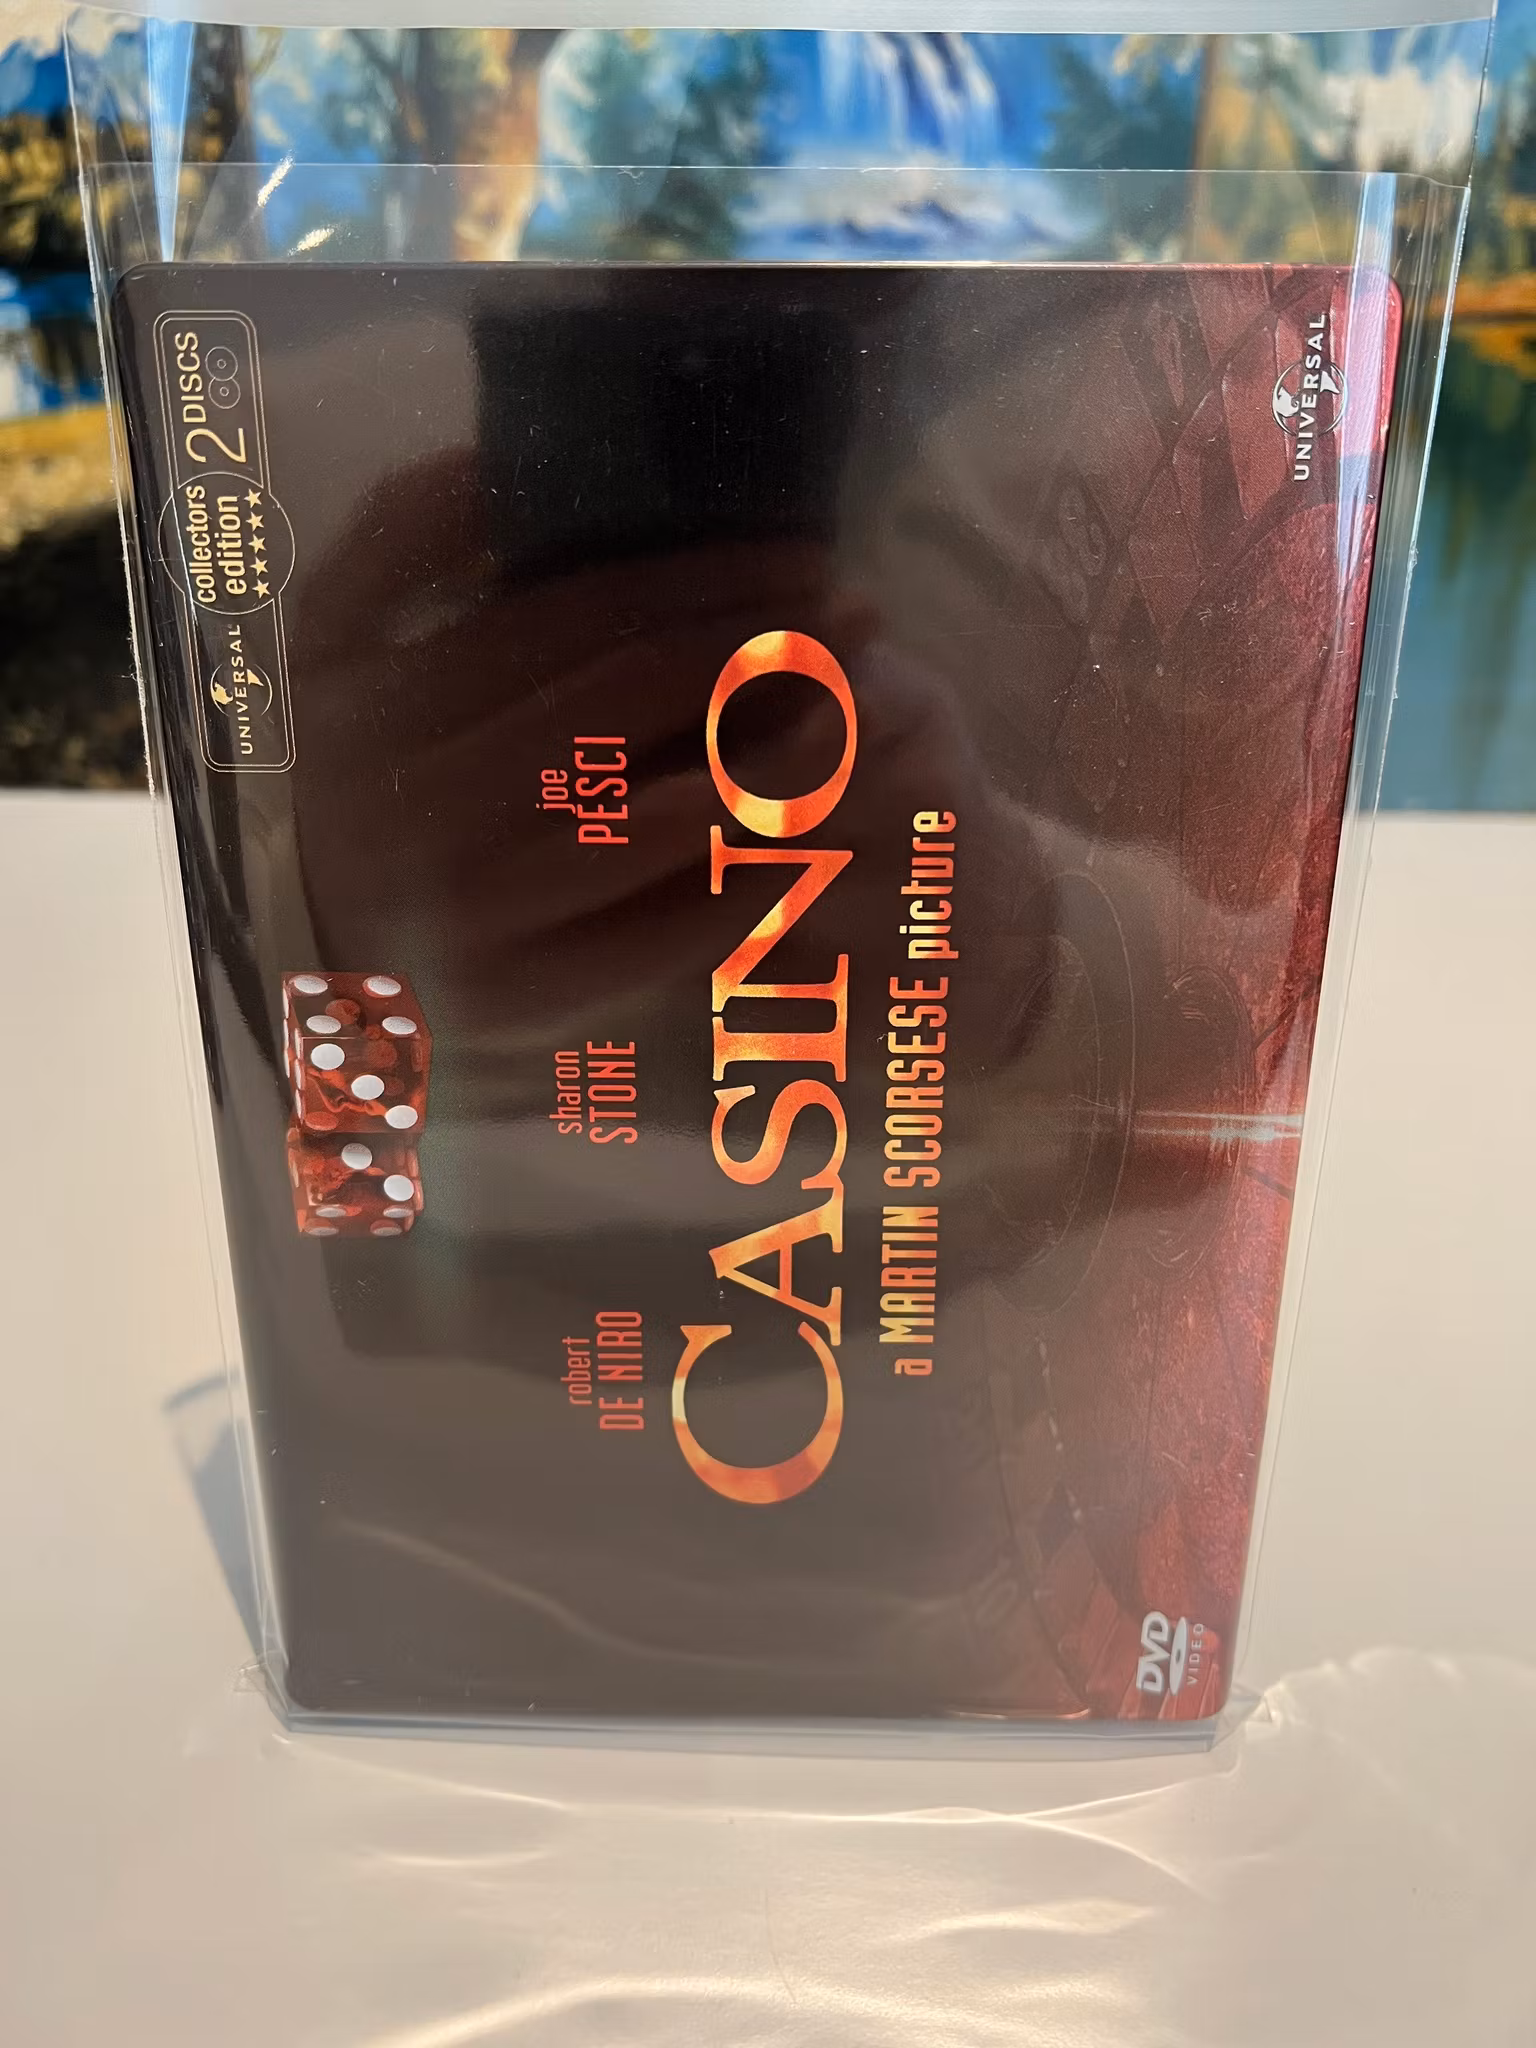 UNIVERSAL
collectors
edition
★★★★★
2 DISCS
robert
DE NIRO
sharon
STONE
joe
PESCI
CASINO
a MARTIN SCORSESE picture
DVD
VIDEO
UNIVERSAL